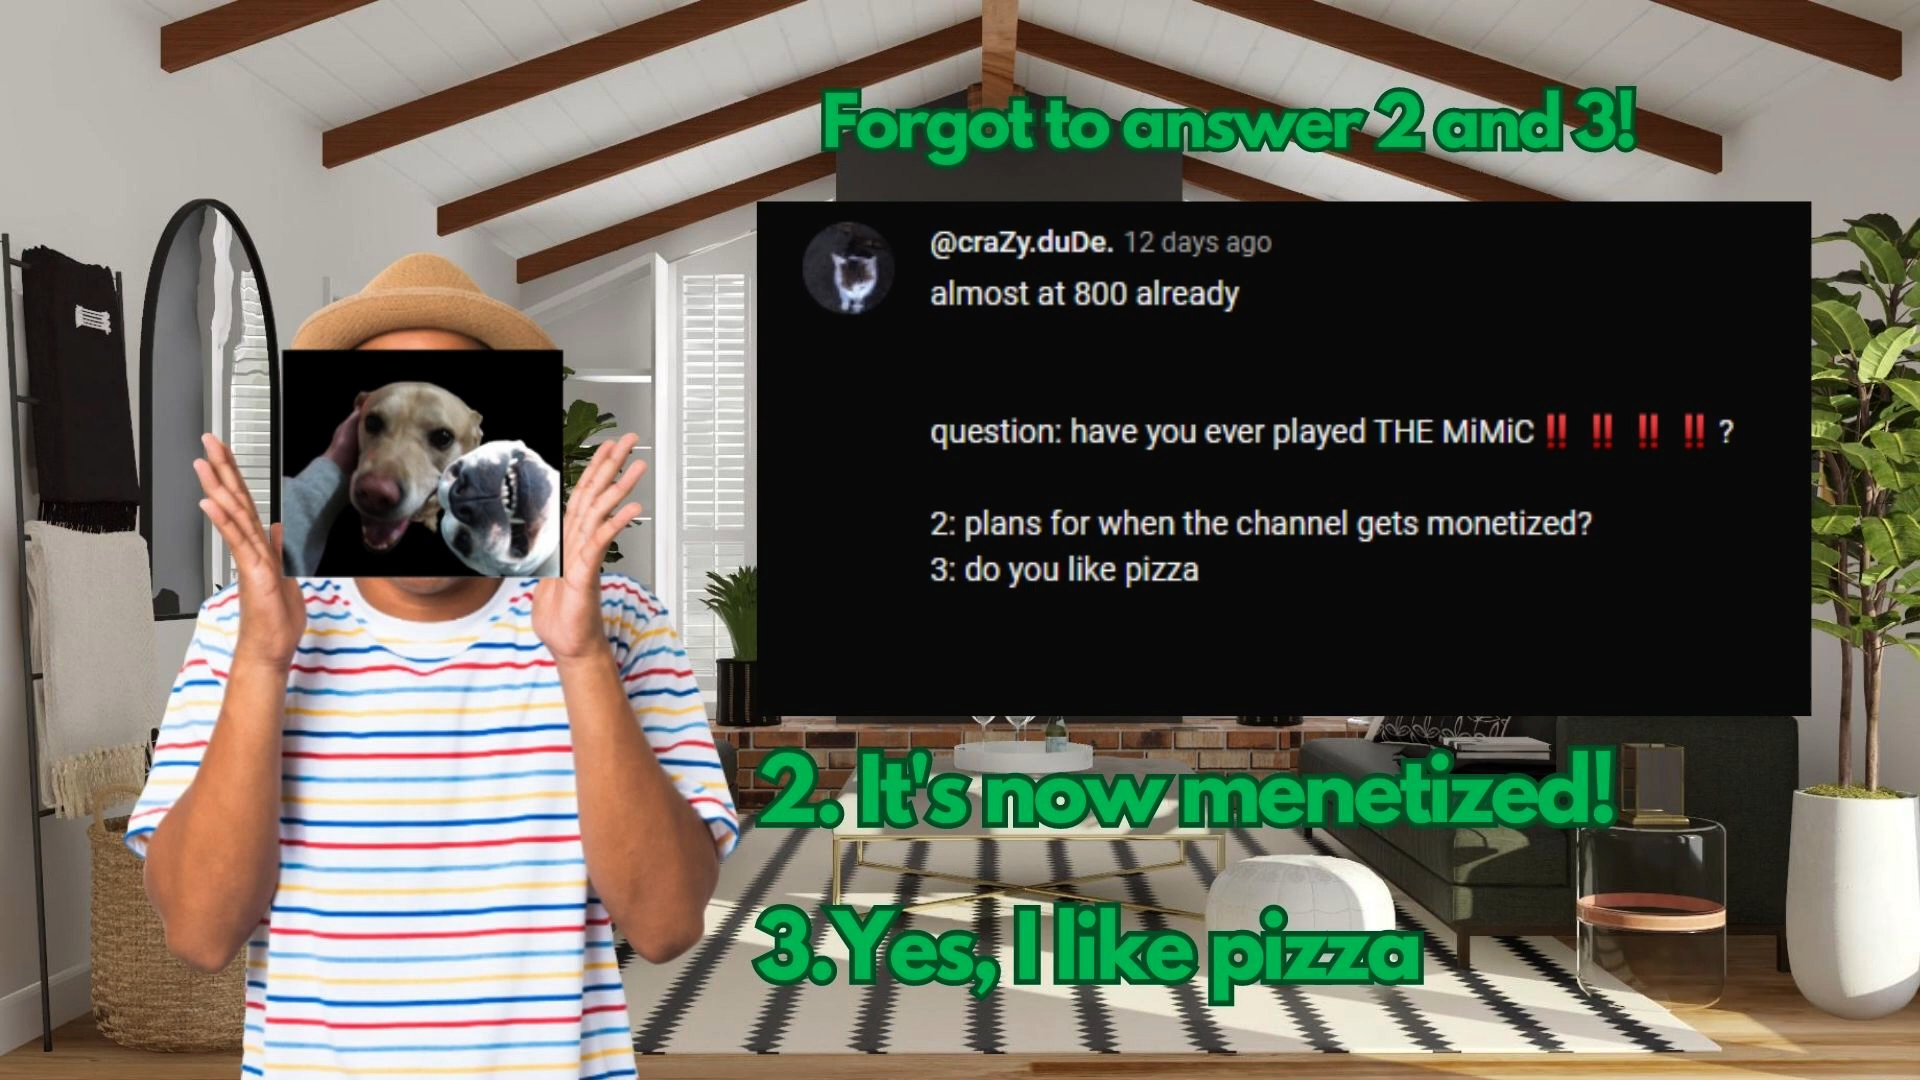 Forgot to answer 2 and 3!
@craZy.duDe. 12 days ago
almost at 800 already
question: have you ever played THE MiMiC ‼️ ‼️ ‼️ ‼️ ?
2: plans for when the channel gets monetized?
3: do you like pizza
2. It's now menetized!
3.Yes, I like pizza